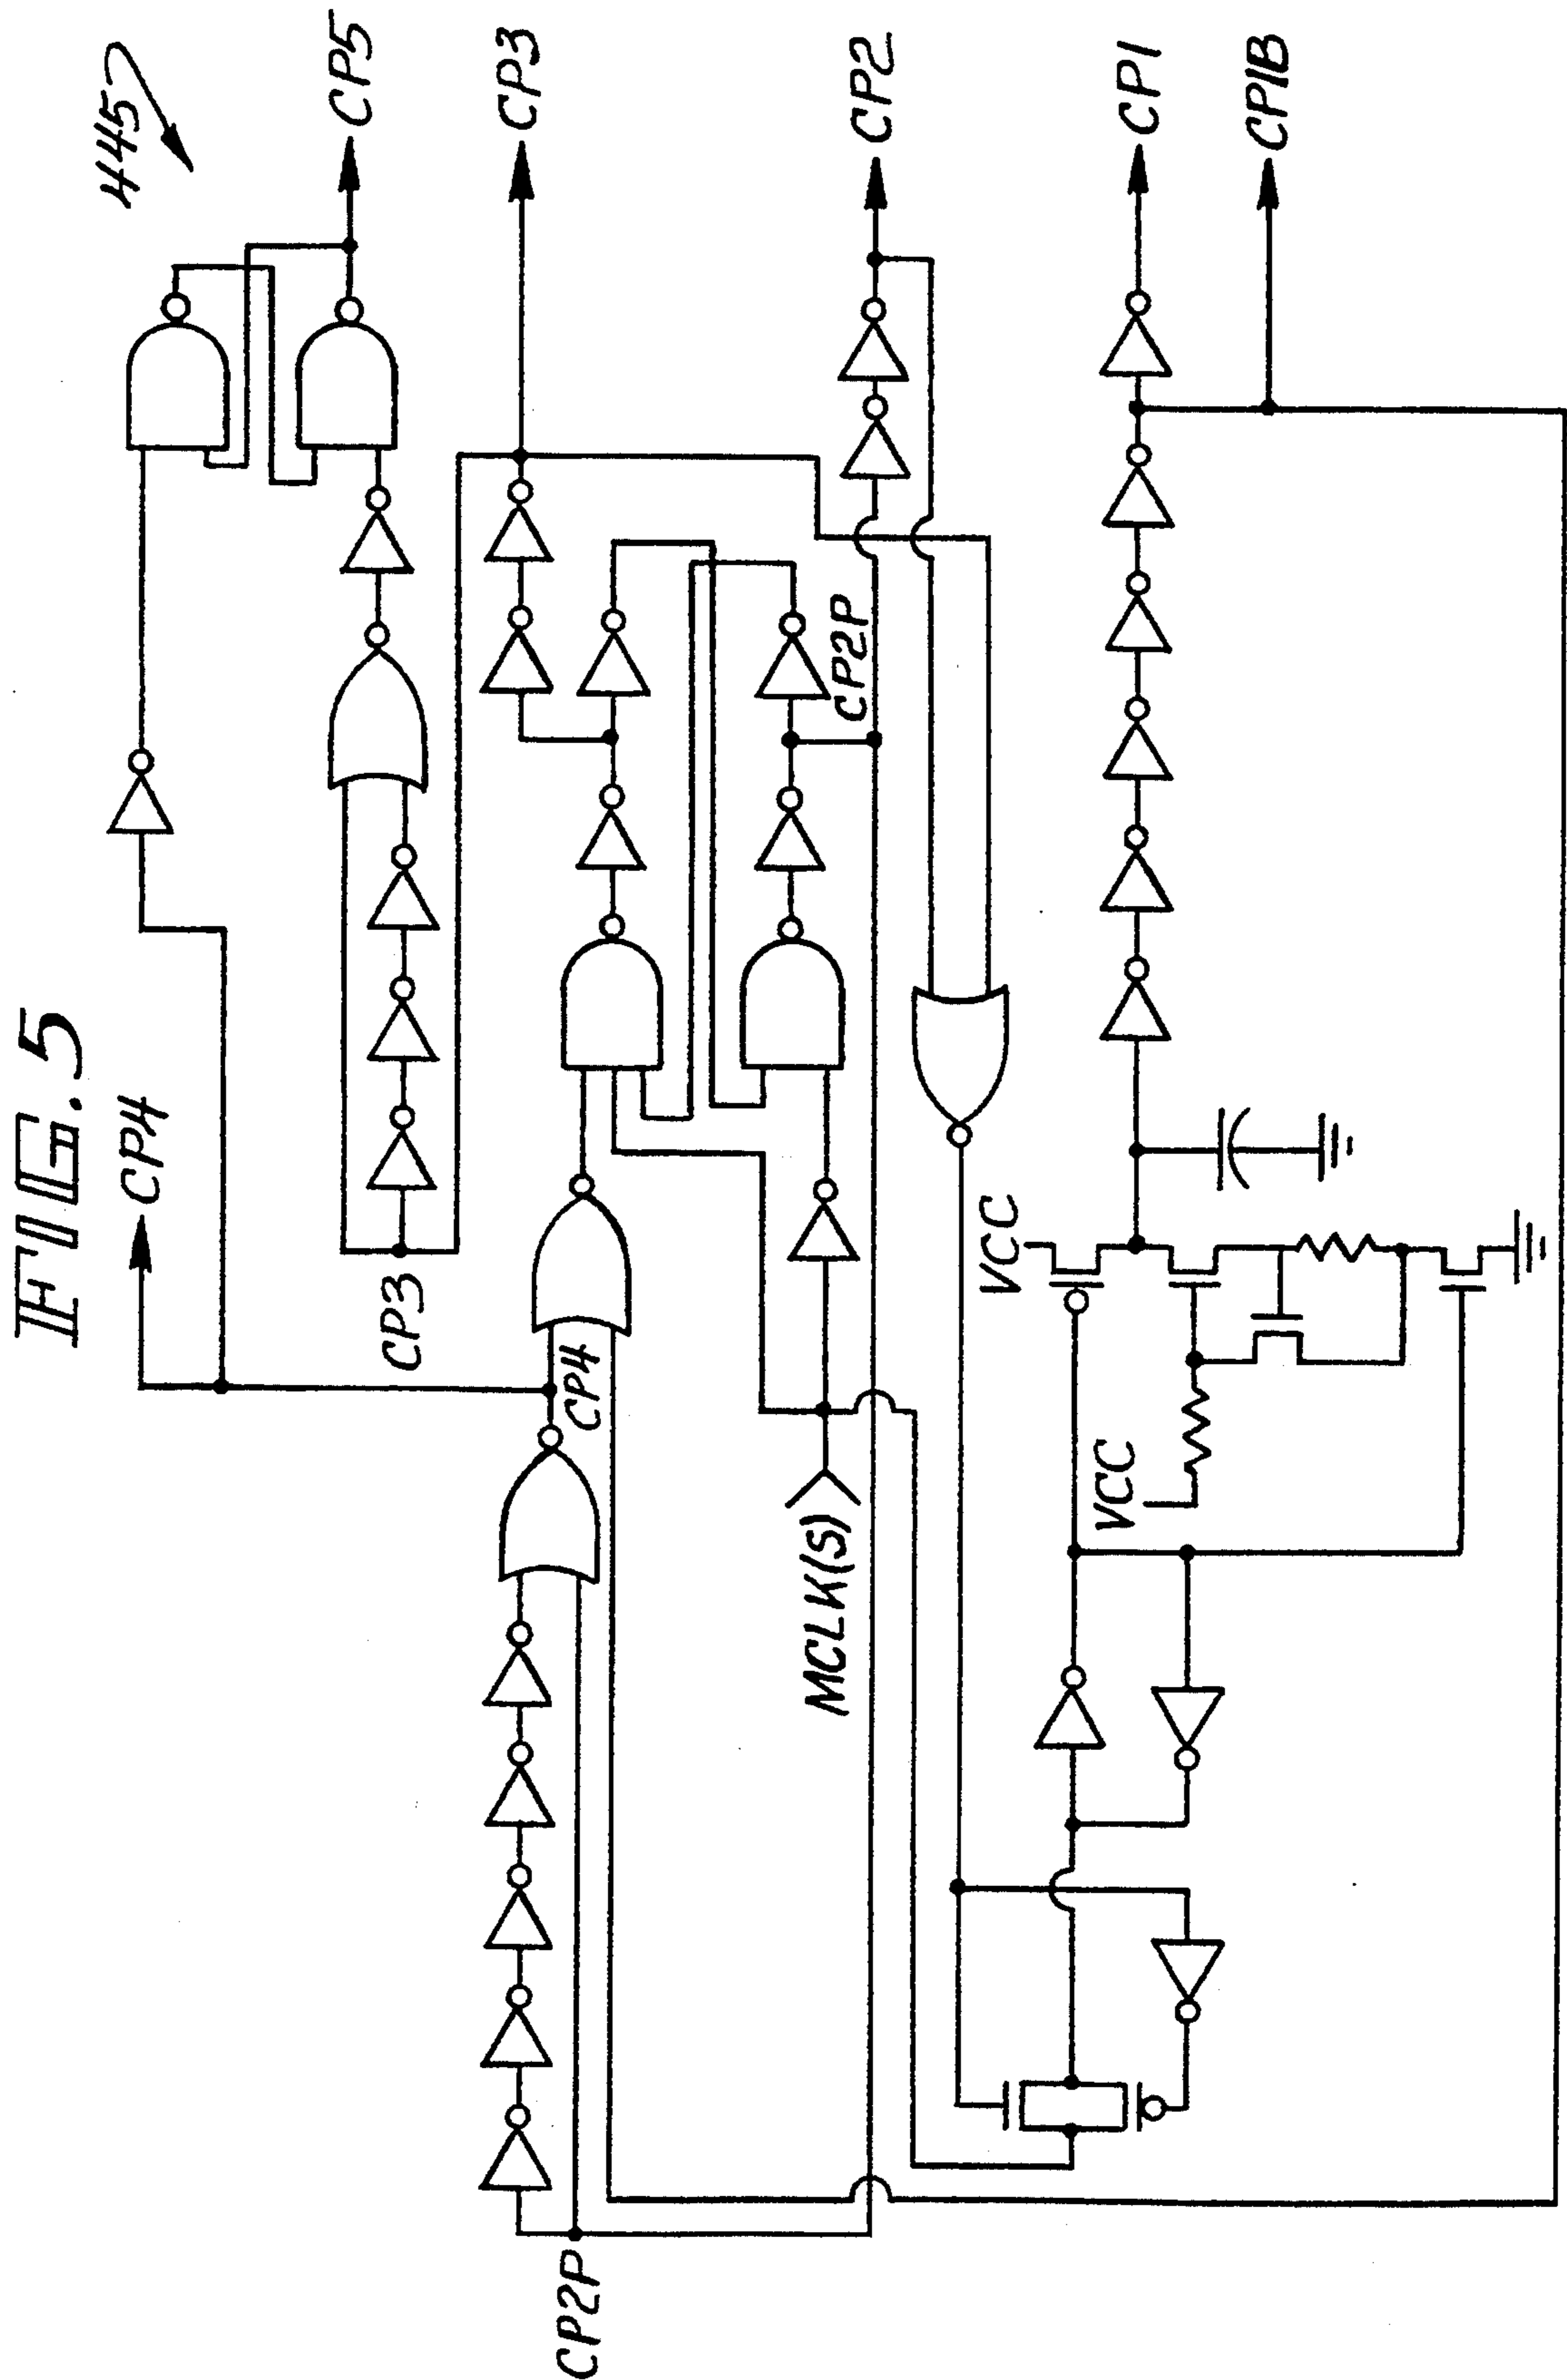 FIG. 5
445
CP4
CP5
CP3
CP3
CP4
CP2P
CP2P
MCLK(S)
CP2
VCC
VCC
CP1
CP1B